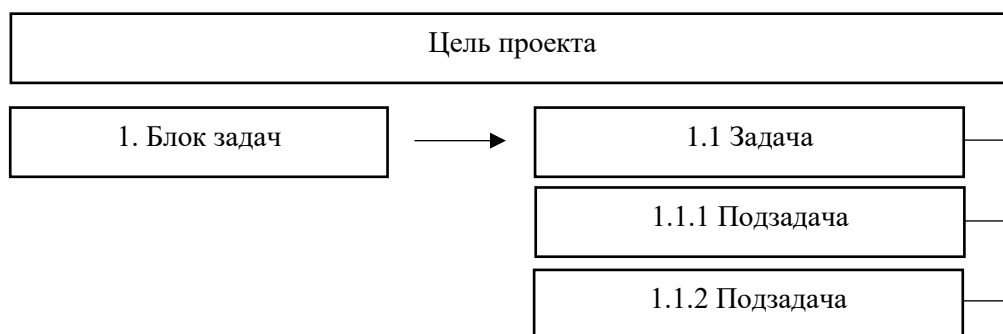 Цель проекта
1. Блок задач
1.1 Задача
1.1.1 Подзадача
1.1.2 Подзадача